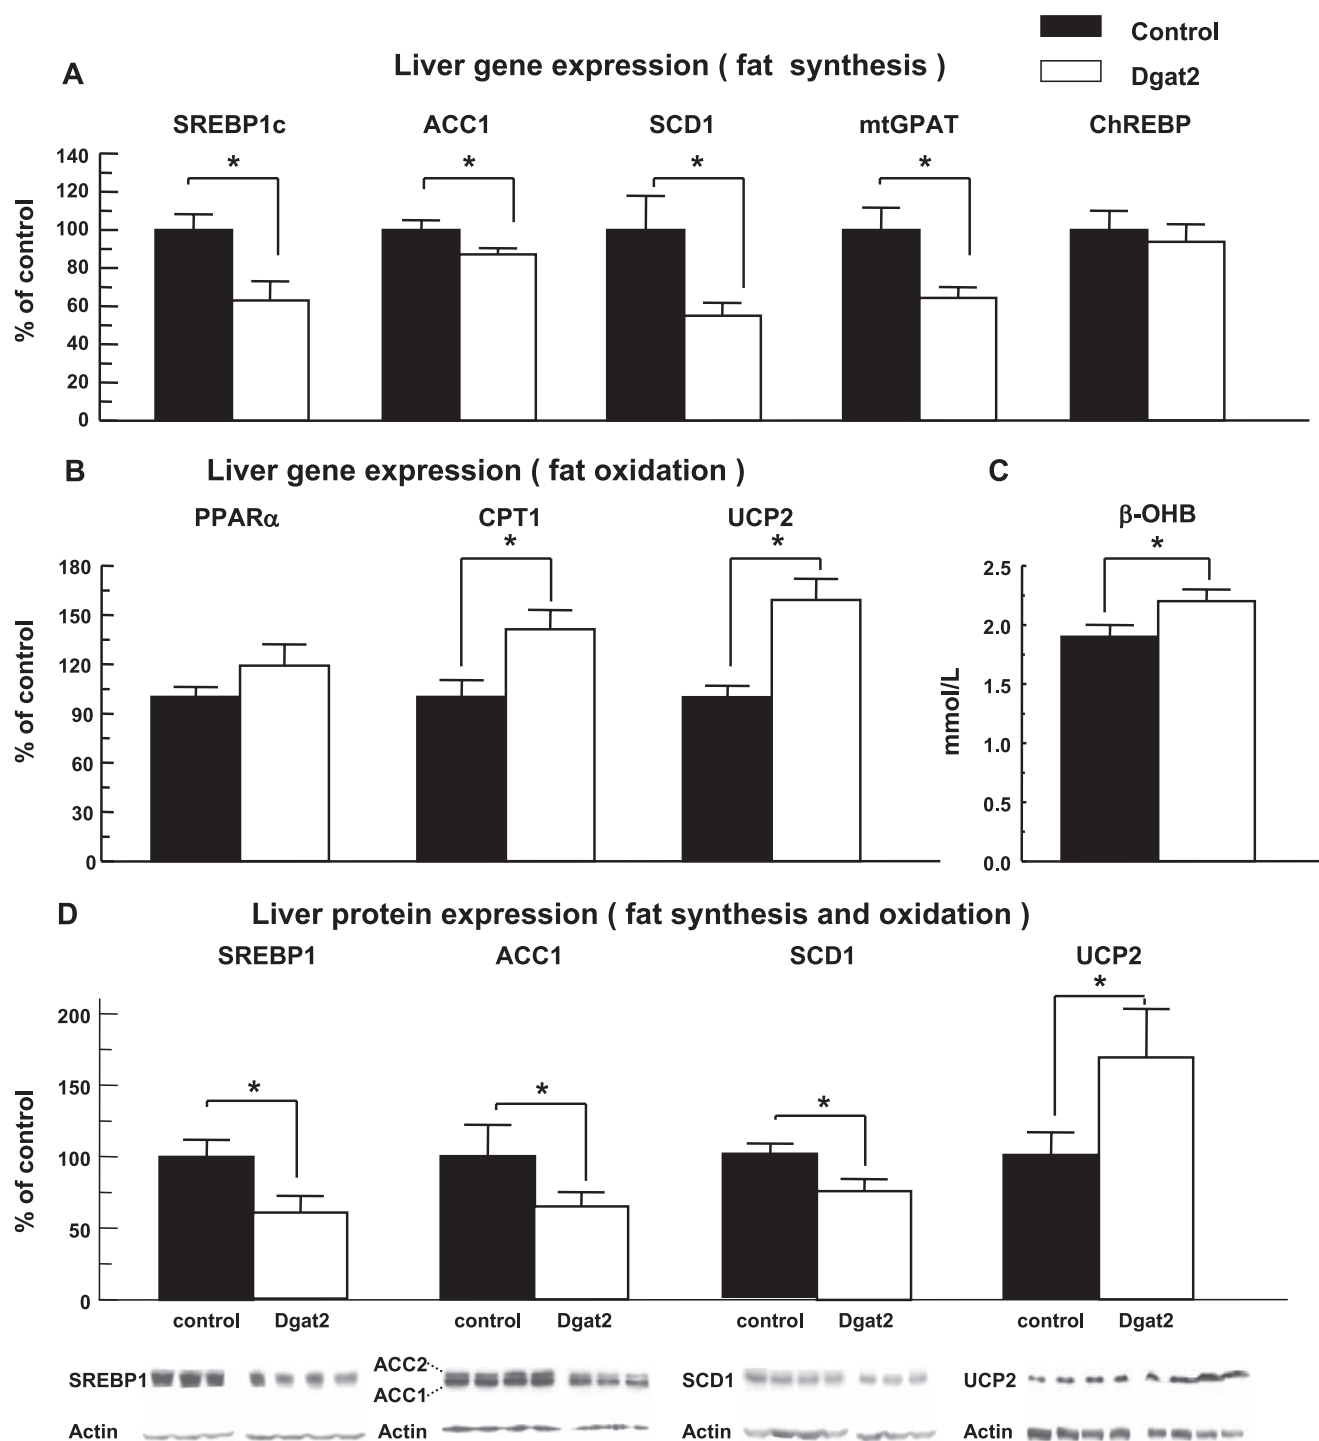 Control
Dgat2
A Liver gene expression ( fat synthesis )
SREBP1c ACC1 SCD1 mtGPAT ChREBP
% of control
140
120
100
80
60
40
20
0
* * * *
B Liver gene expression ( fat oxidation )
PPARα CPT1 UCP2
% of control
180
150
120
90
60
30
0
* *
C
β-OHB
mmol/L
2.5
2.0
1.5
1.0
0.5
0.0
*
D Liver protein expression ( fat synthesis and oxidation )
SREBP1 ACC1 SCD1 UCP2
% of control
200
150
100
50
0
* * * *
control Dgat2 control Dgat2 control Dgat2 control Dgat2
SREBP1 ACC2 ACC1 SCD1 UCP2
Actin Actin Actin Actin